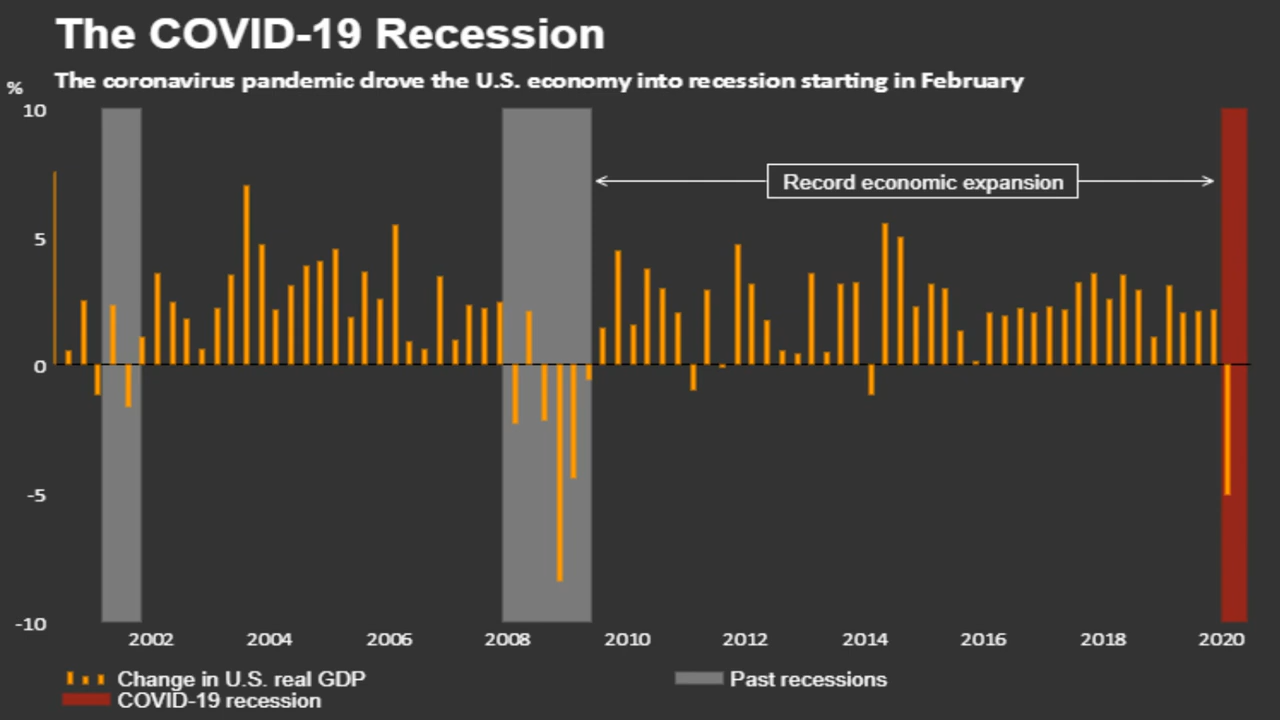 The COVID-19 Recession
The coronavirus pandemic drove the U.S. economy into recession starting in February
%
10
Record economic expansion
5
0
-5
-10
2002 2004 2006 2008 2010 2012 2014 2016 2018 2020
Change in U.S. real GDP Past recessions
COVID-19 recession